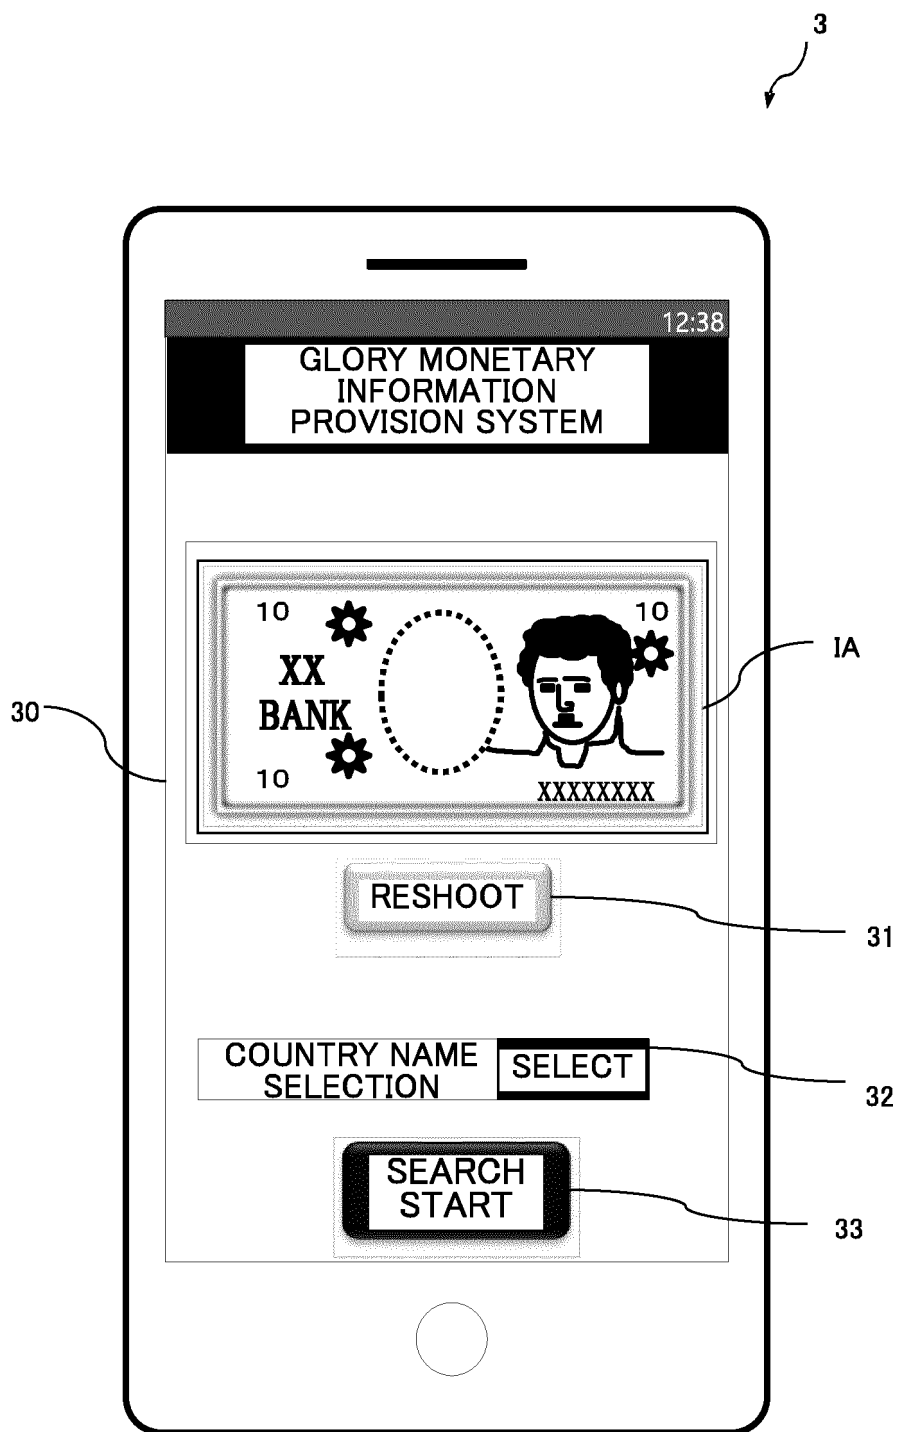 3
12:38
GLORY MONETARY
INFORMATION
PROVISION SYSTEM
10
10
XX
BANK
10
XXXXXXXX
IA
30
RESHOOT
31
COUNTRY NAME
SELECTION
SELECT
32
SEARCH
START
33